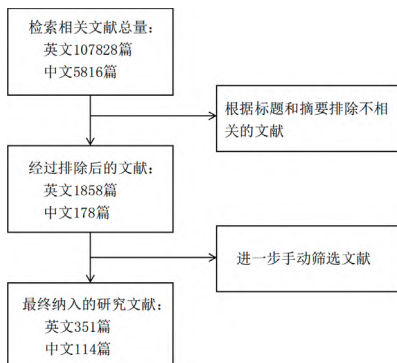 检索相关文献总量：
英文107828篇
中文5816篇
根据标题和摘要排除不相
关的文献
经过排除后的文献：
英文1858篇
中文178篇
进一步手动筛选文献
最终纳入的研究文献：
英文351篇
中文114篇